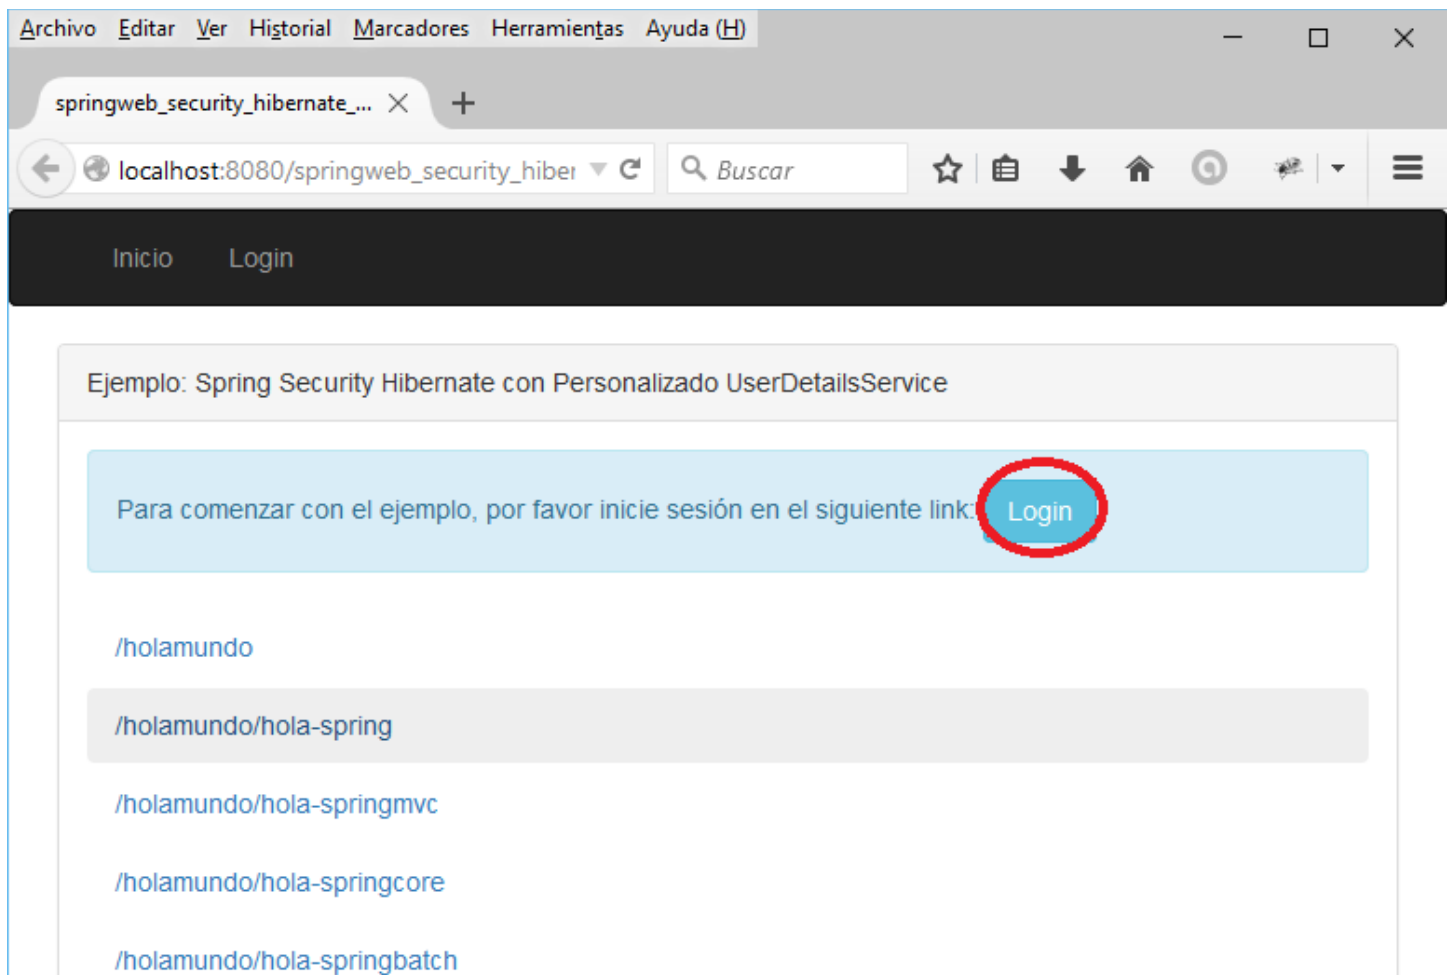 Archivo Editar Ver Historial Marcadores Herramientas Ayuda (H)
springweb_security_hibernate_...
localhost:8080/springweb_security_hiber Buscar
Inicio Login
Ejemplo: Spring Security Hibernate con Personalizado UserDetailsService
Para comenzar con el ejemplo, por favor inicie sesión en el siguiente link: Login
/holamundo
/holamundo/hola-spring
/holamundo/hola-springmvc
/holamundo/hola-springcore
/holamundo/hola-springbatch